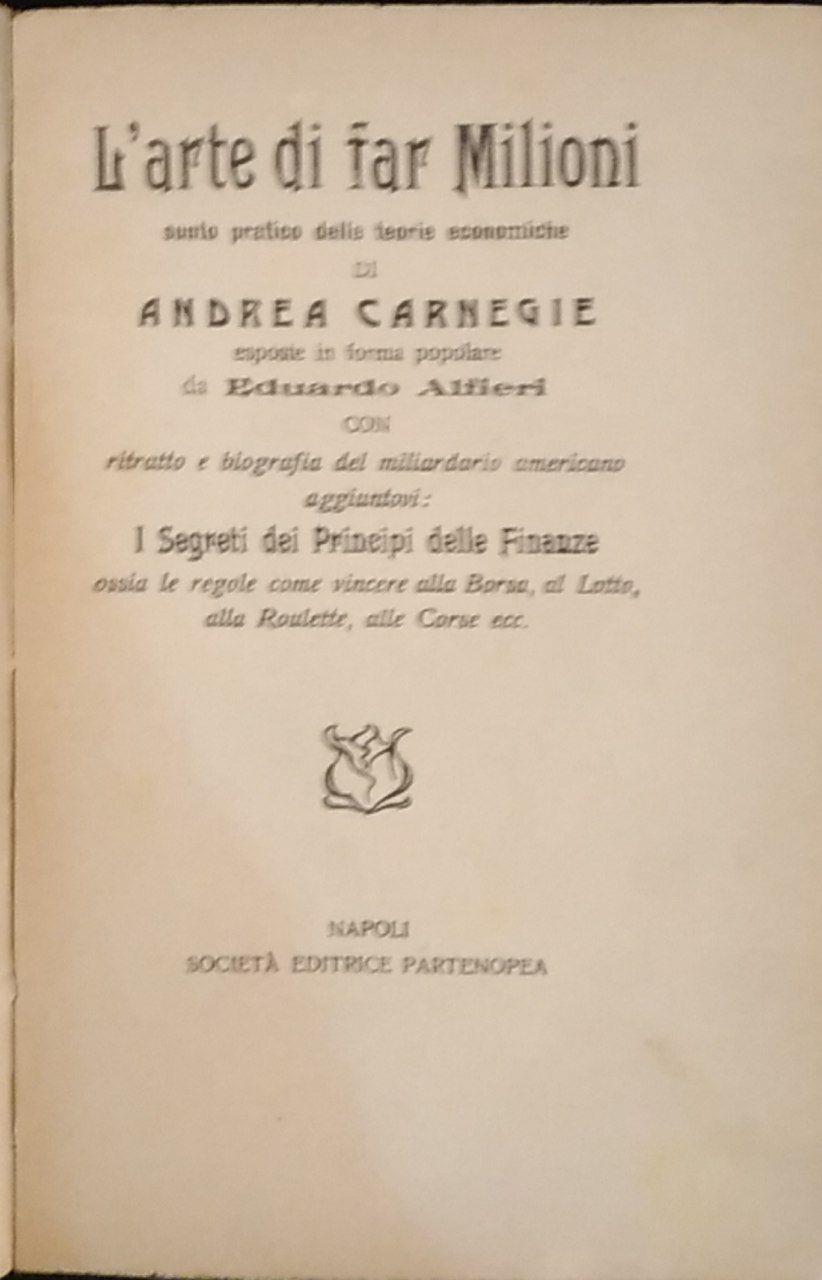 L'arte di far Milioni
sunto pratico delle teorie economiche
DI
ANDREA CARNEGIE
esposte in forma popolare
da Eduardo Alfieri
CON
ritratto e biografia del miliardario americano
aggiuntovi:
I Segreti dei Principi delle Finanze
ossia le regole come vincere alla Borsa, al Lotto,
alla Roulette, alle Corse ecc.
NAPOLI
SOCIETÀ EDITRICE PARTENOPEA